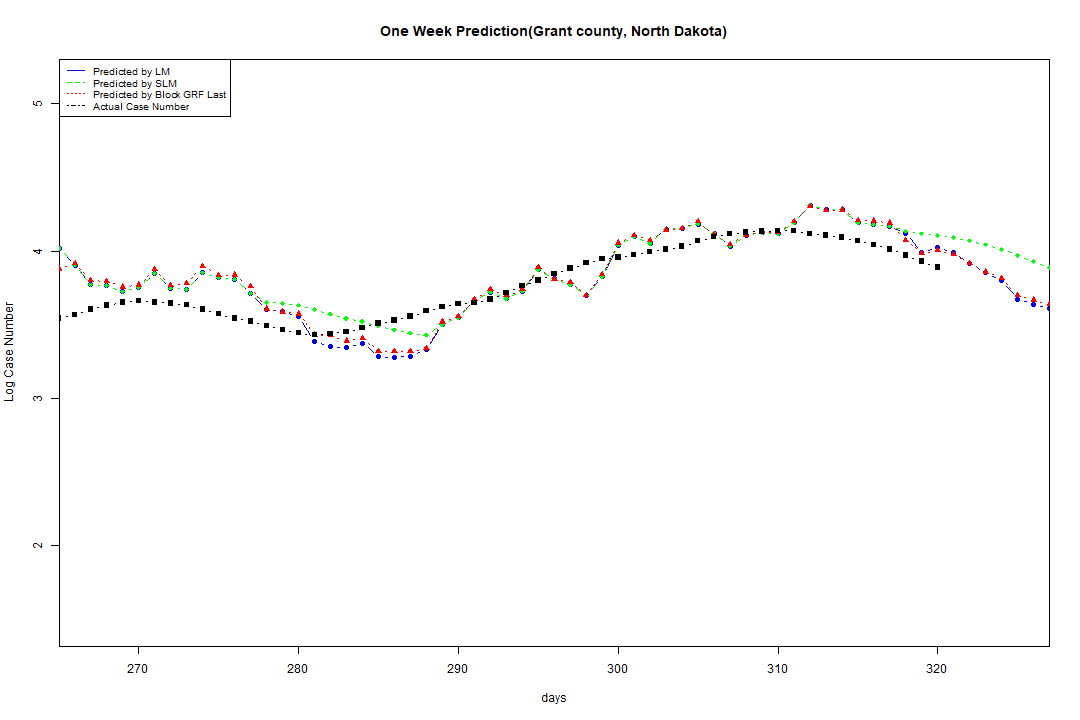 One Week Prediction(Grant county, North Dakota)
Predicted by LM
Predicted by SLM
Predicted by Block GRF Last
Actual Case Number
5
4
3
2
Log Case Number
270 280 290 300 310 320
days